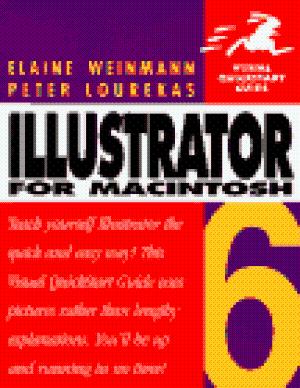 ELAINE WEINMANN
PETER LOUREKAS
VISUAL
QUICKSTART
GUIDE
ILLUSTRATOR
FOR MACINTOSH
6
Teach yourself Illustrator the
quick and easy way! This
Visual QuickStart Guide uses
pictures rather than lengthy
explanations. You'll be up
and running in no time!